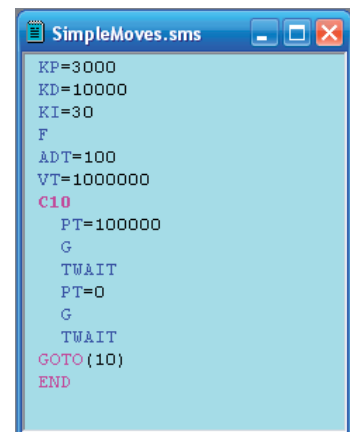 SimpleMoves.sms
KP=3000
KD=10000
KI=30
F
ADT=100
VT=1000000
C10
PT=100000
G
TWAIT
PT=0
G
TWAIT
GOTO(10)
END